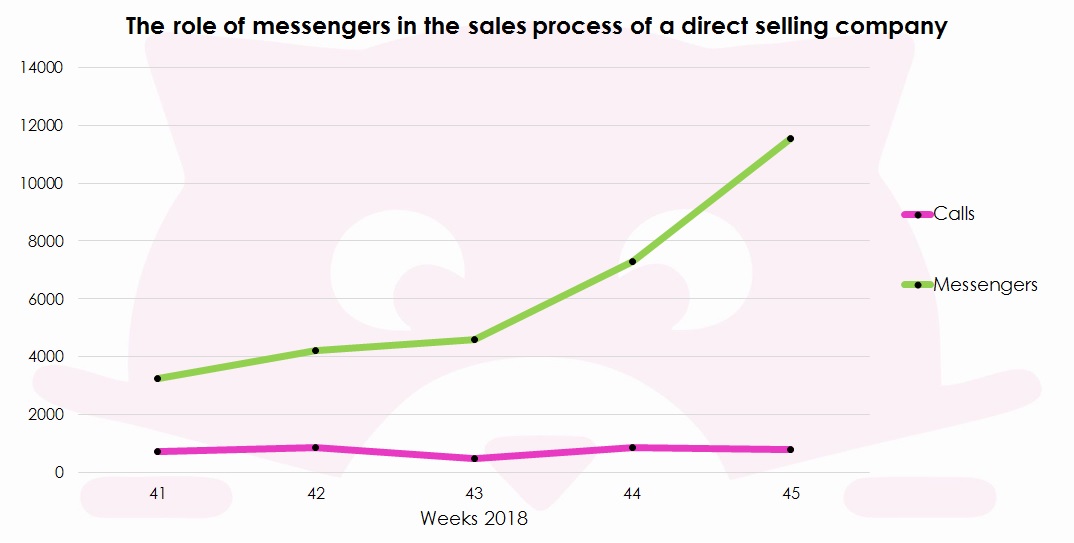 The role of messengers in the sales process of a direct selling company
14000
12000
10000
8000
6000
4000
2000
0
41 42 43 44 45
Weeks 2018
Calls
Messengers